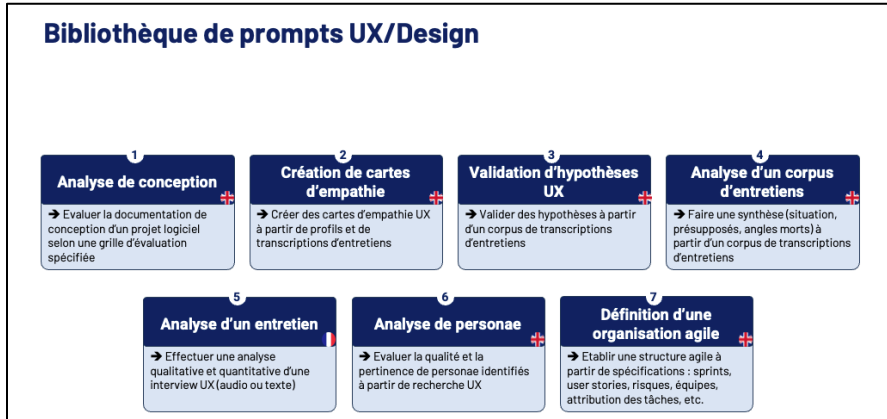 Bibliothèque de prompts UX/Design
1
Analyse de conception
➔ Evaluer la documentation de
conception d'un projet logiciel
selon une grille d'évaluation
spécifiée
2
Création de cartes
d'empathie
➔ Créer des cartes d'empathie UX
à partir de profils et de
transcriptions d'entretiens
3
Validation d'hypothèses
UX
➔ Valider des hypothèses à partir
d'un corpus de transcriptions
d'entretiens
4
Analyse d'un corpus
d'entretiens
➔ Faire une synthèse (situation,
présupposés, angles morts) à
partir d'un corpus de transcriptions
d'entretiens
5
Analyse d'un entretien
➔ Effectuer une analyse
qualitative et quantitative d'une
interview UX (audio ou texte)
6
Analyse de personae
➔ Evaluer la qualité et la
pertinence de personae identifiés
à partir de recherche UX
7
Définition d'une
organisation agile
➔ Etablir une structure agile à
partir de spécifications : sprints,
user stories, risques, équipes,
attribution des tâches, etc.